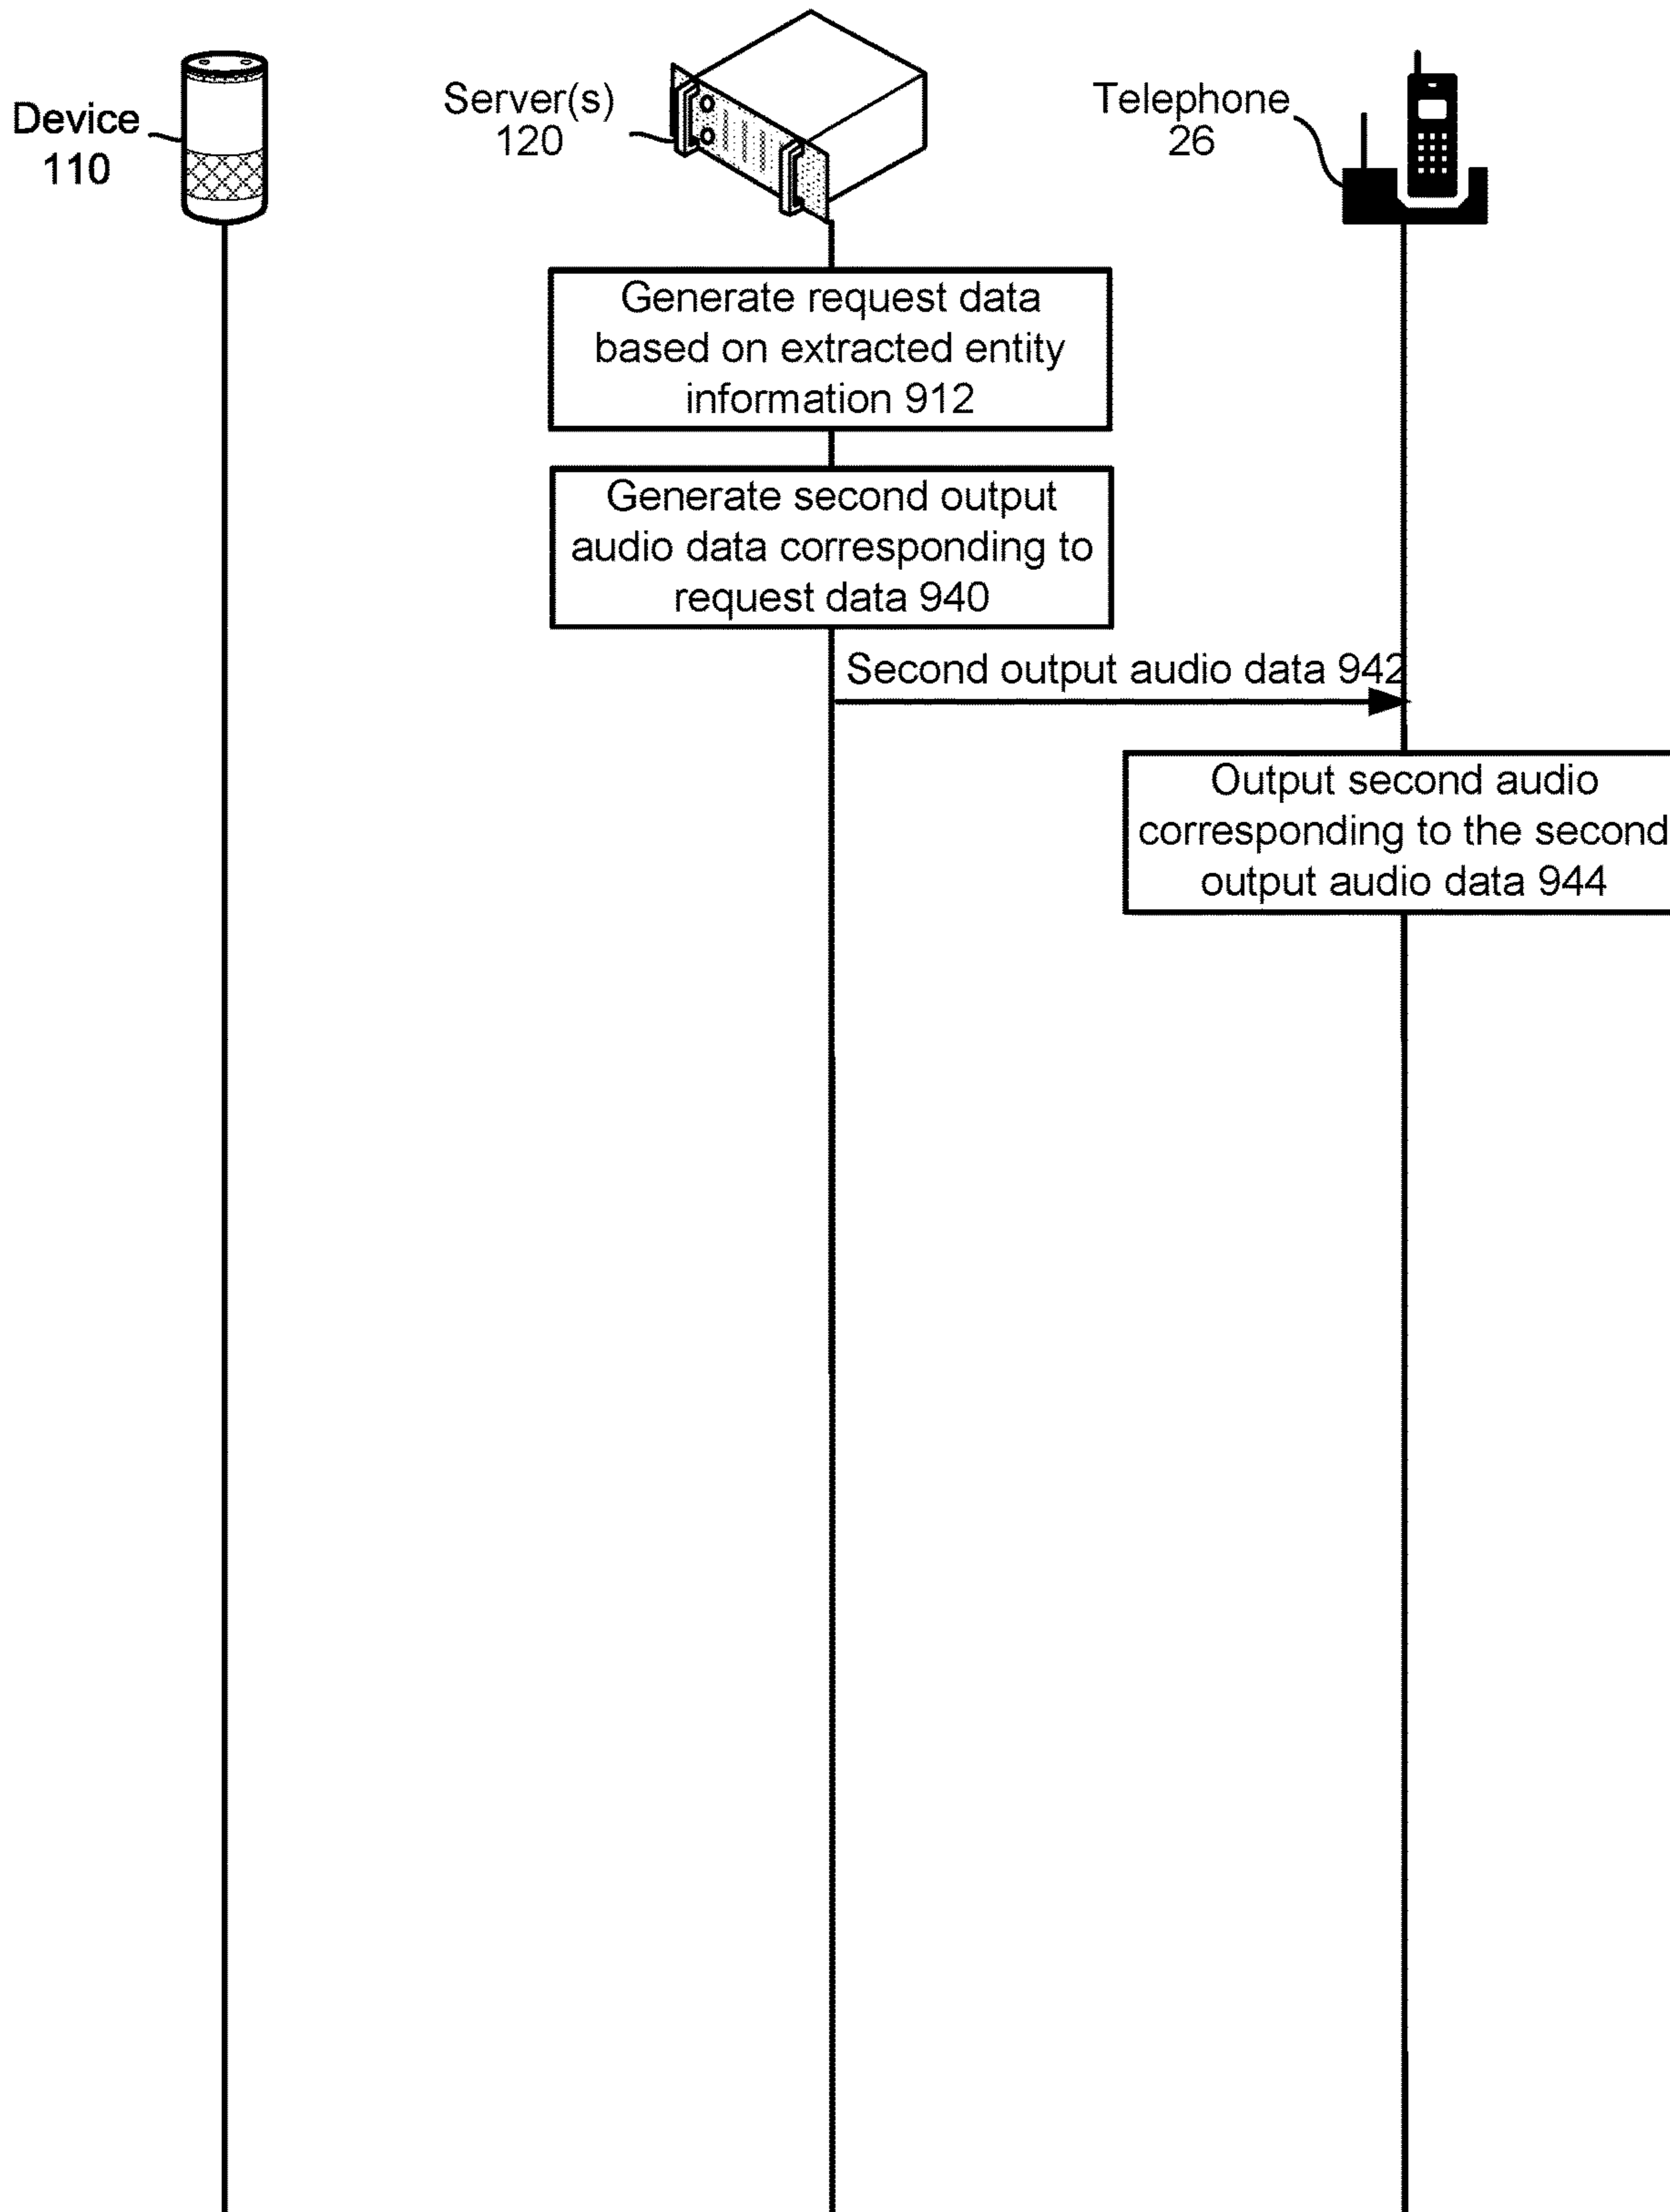 Device
110
Server(s)
120
Telephone
26
Generate request data
based on extracted entity
information 912
Generate second output
audio data corresponding to
request data 940
Second output audio data 942
Output second audio
corresponding to the second
output audio data 944